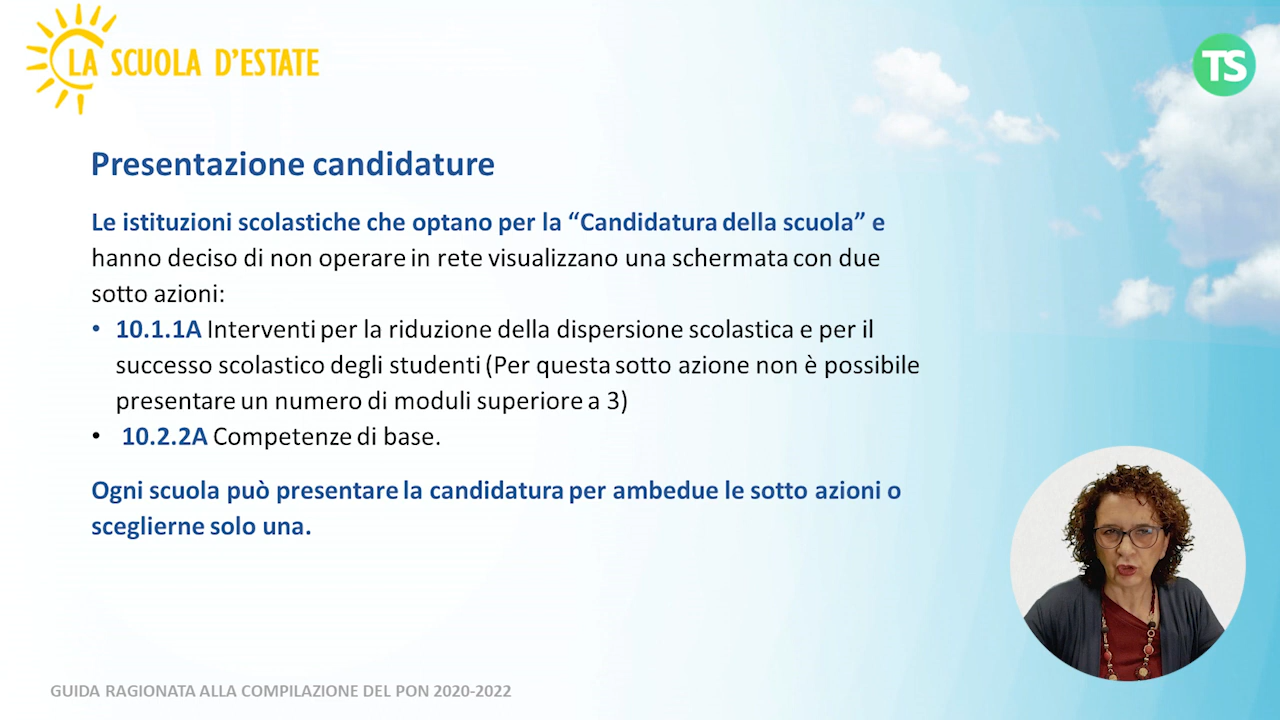 LA SCUOLA D'ESTATE
TS
Presentazione candidature
Le istituzioni scolastiche che optano per la “Candidatura della scuola” e
hanno deciso di non operare in rete visualizzano una schermata con due
sotto azioni:
• 10.1.1A Interventi per la riduzione della dispersione scolastica e per il
successo scolastico degli studenti (Per questa sotto azione non è possibile
presentare un numero di moduli superiore a 3)
• 10.2.2A Competenze di base.
Ogni scuola può presentare la candidatura per ambedue le sotto azioni o
sceglierne solo una.
GUIDA RAGIONATA ALLA COMPILAZIONE DEL PON 2020-2022